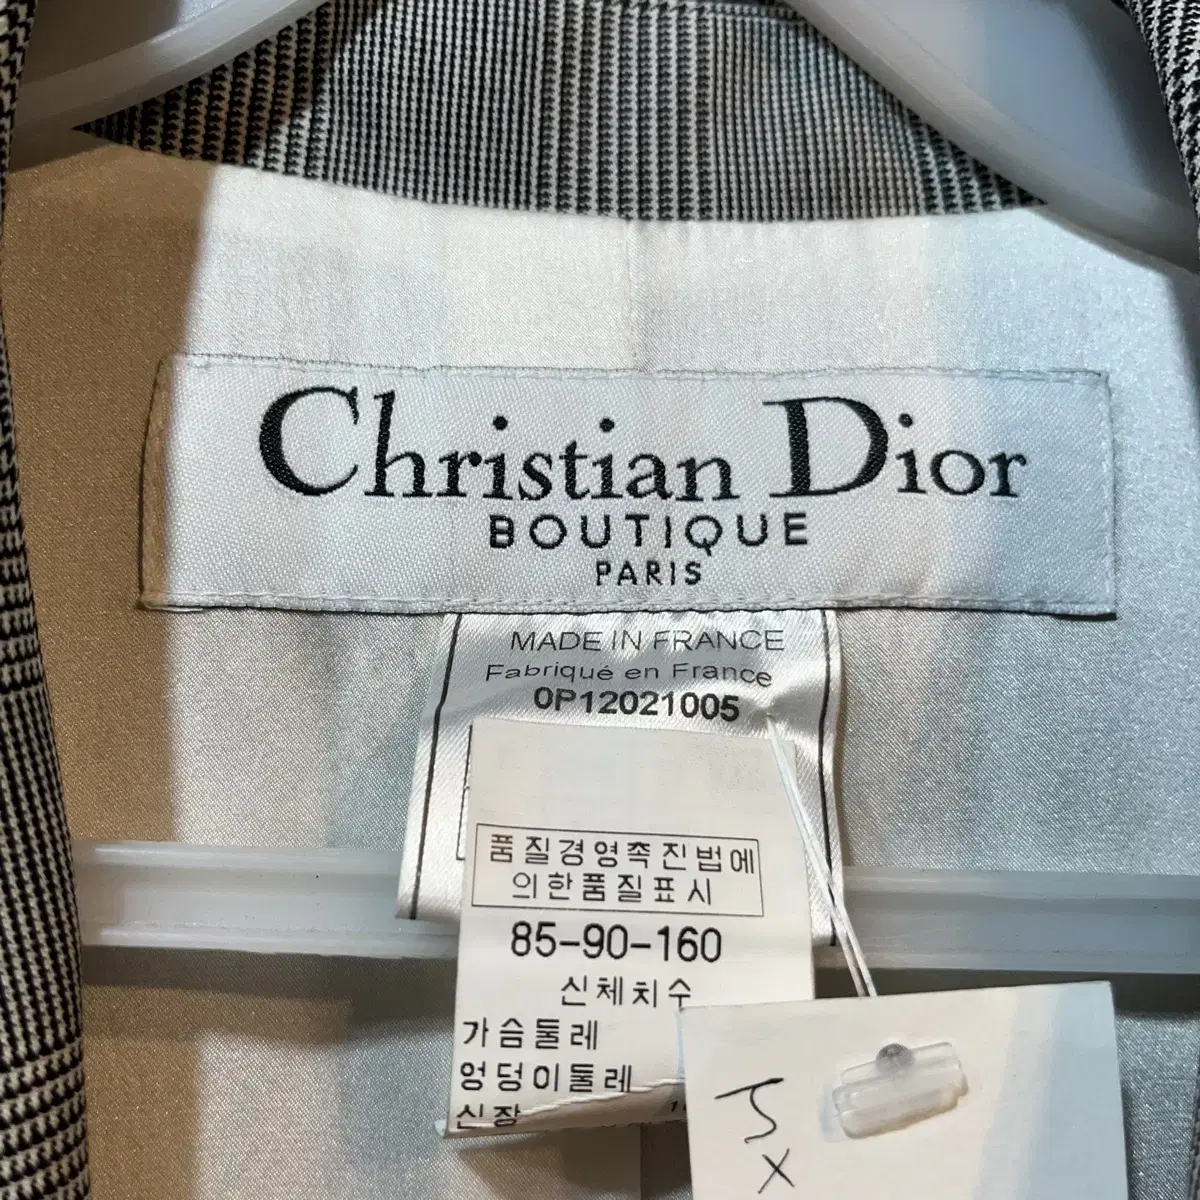 Christian Dior
BOUTIQUE
PARIS
MADE IN FRANCE
Fabriqué en France
0P12021005
품질경영촉진법에
의한품질표시
85-90-160
신체치수
가슴둘레
엉덩이둘레
신장